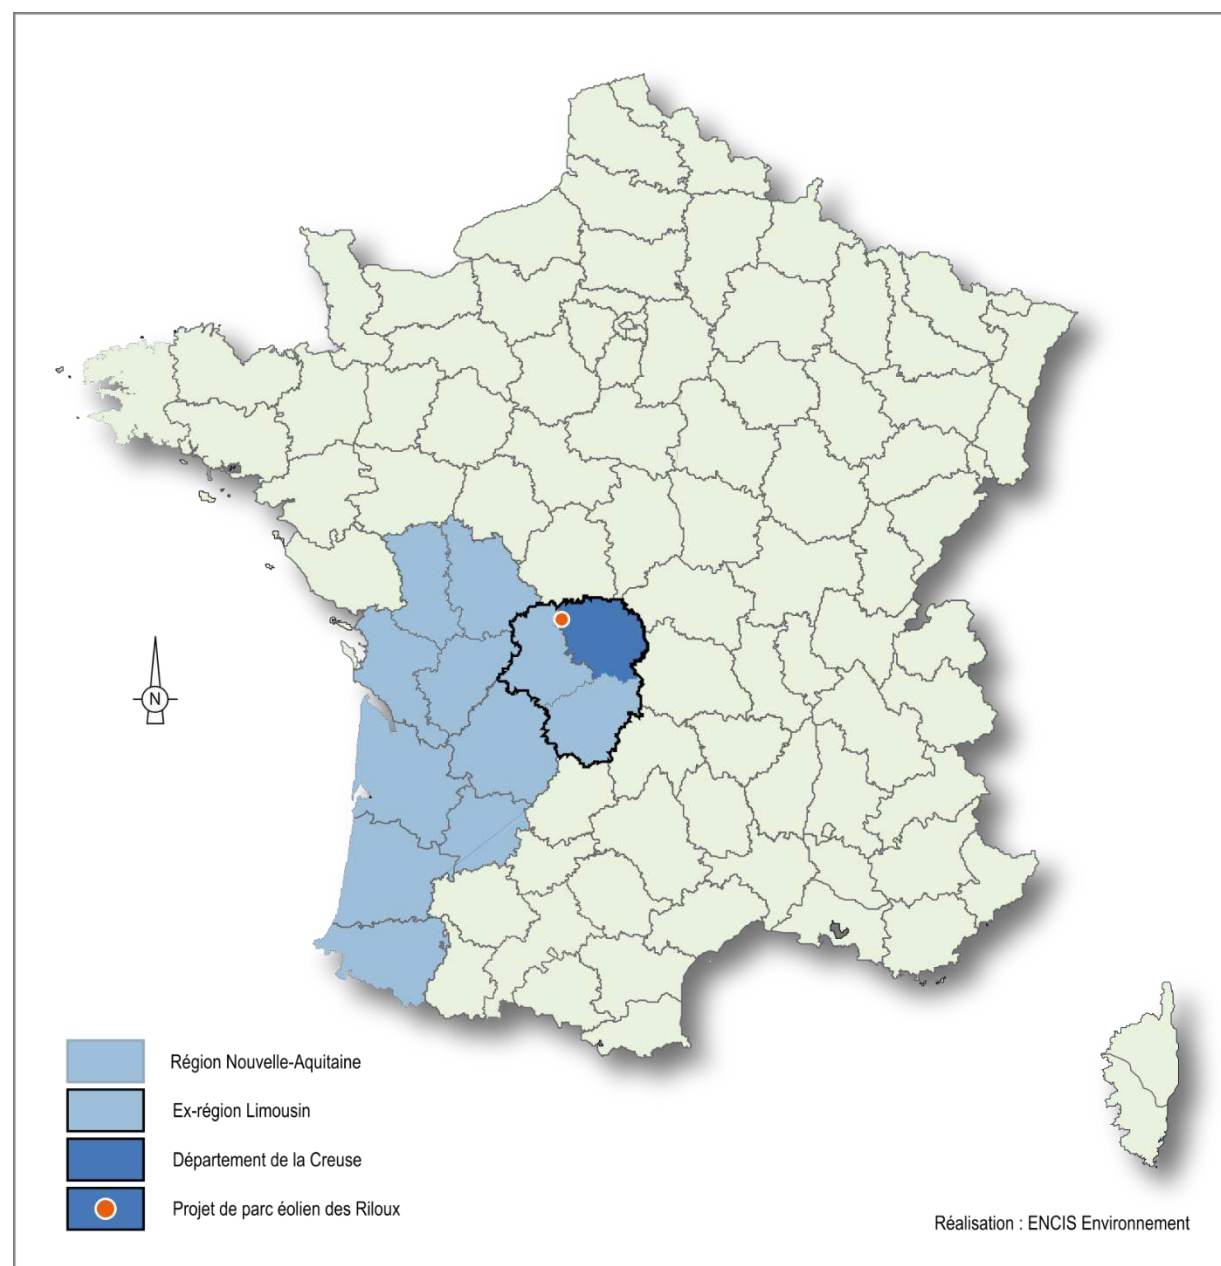 N
Région Nouvelle-Aquitaine
Ex-région Limousin
Département de la Creuse
Projet de parc éolien des Riloux
Réalisation : ENCIS Environnement